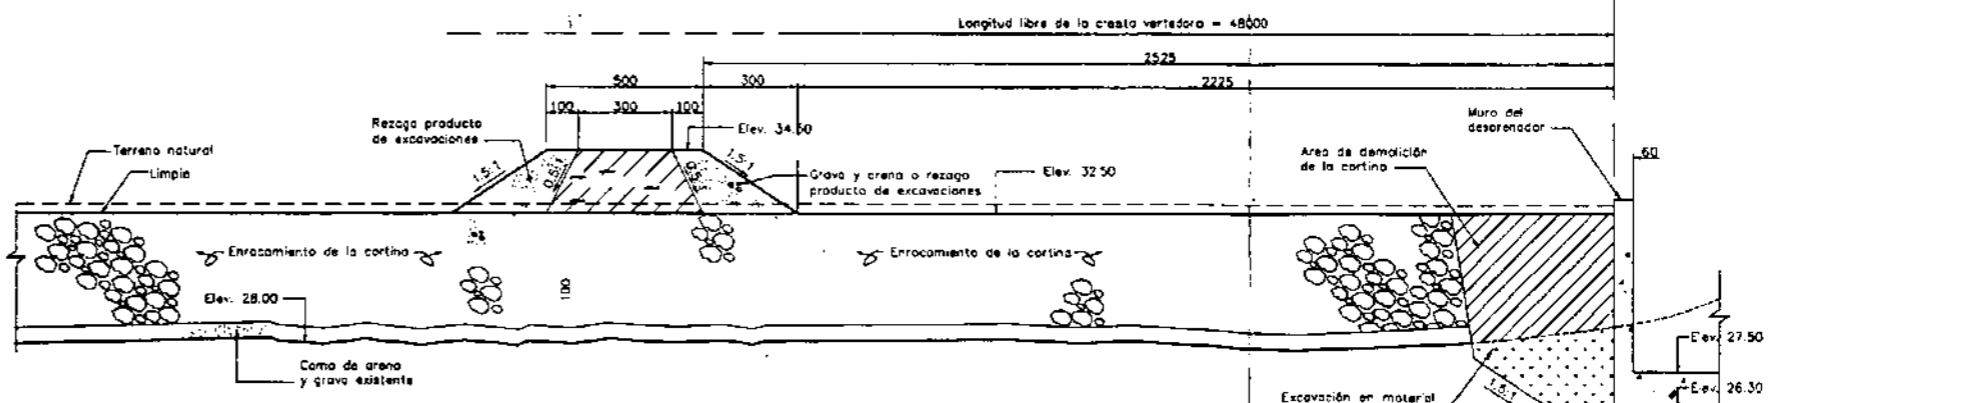 Longitud libre de la cresta vertedora = 48000
2525
500
300
2225
100
300
100
Muro del
desarenador
Rezaga producto
de excavaciones
Elev. 34.50
Terreno natural
Limpia
1.5:1
0.5:1
1.5:1
Area de demolición
de la cortina
60
Grava y arena o rezaga
producto de excavaciones
Elev. 32.50
Enrocamiento de la cortina
Enrocamiento de la cortina
100
Elev. 28.00
Elev. 27.50
Cama de arena
y grava existente
1.5:1
Elev. 26.30
Excavación en material